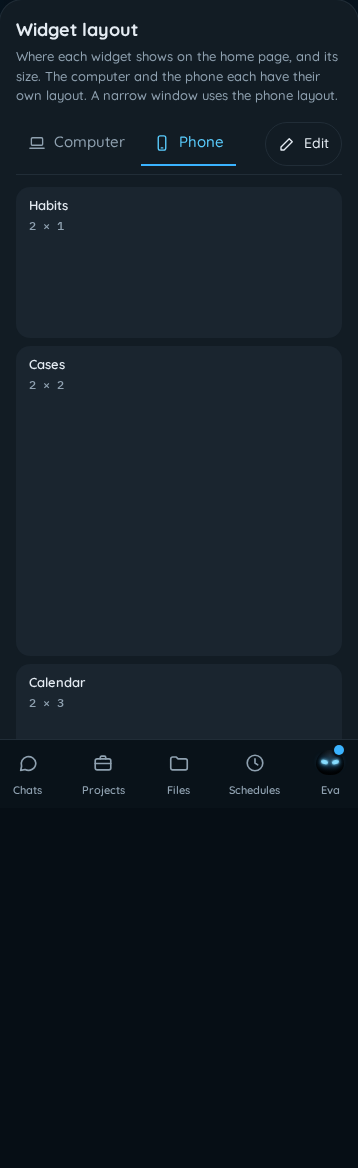 Widget layout
Where each widget shows on the home page, and its
size. The computer and the phone each have their
own layout. A narrow window uses the phone layout.
Computer
Phone
Edit
Habits
2 × 1
Cases
2 × 2
Calendar
2 × 3
Chats
Projects
Files
Schedules
Eva